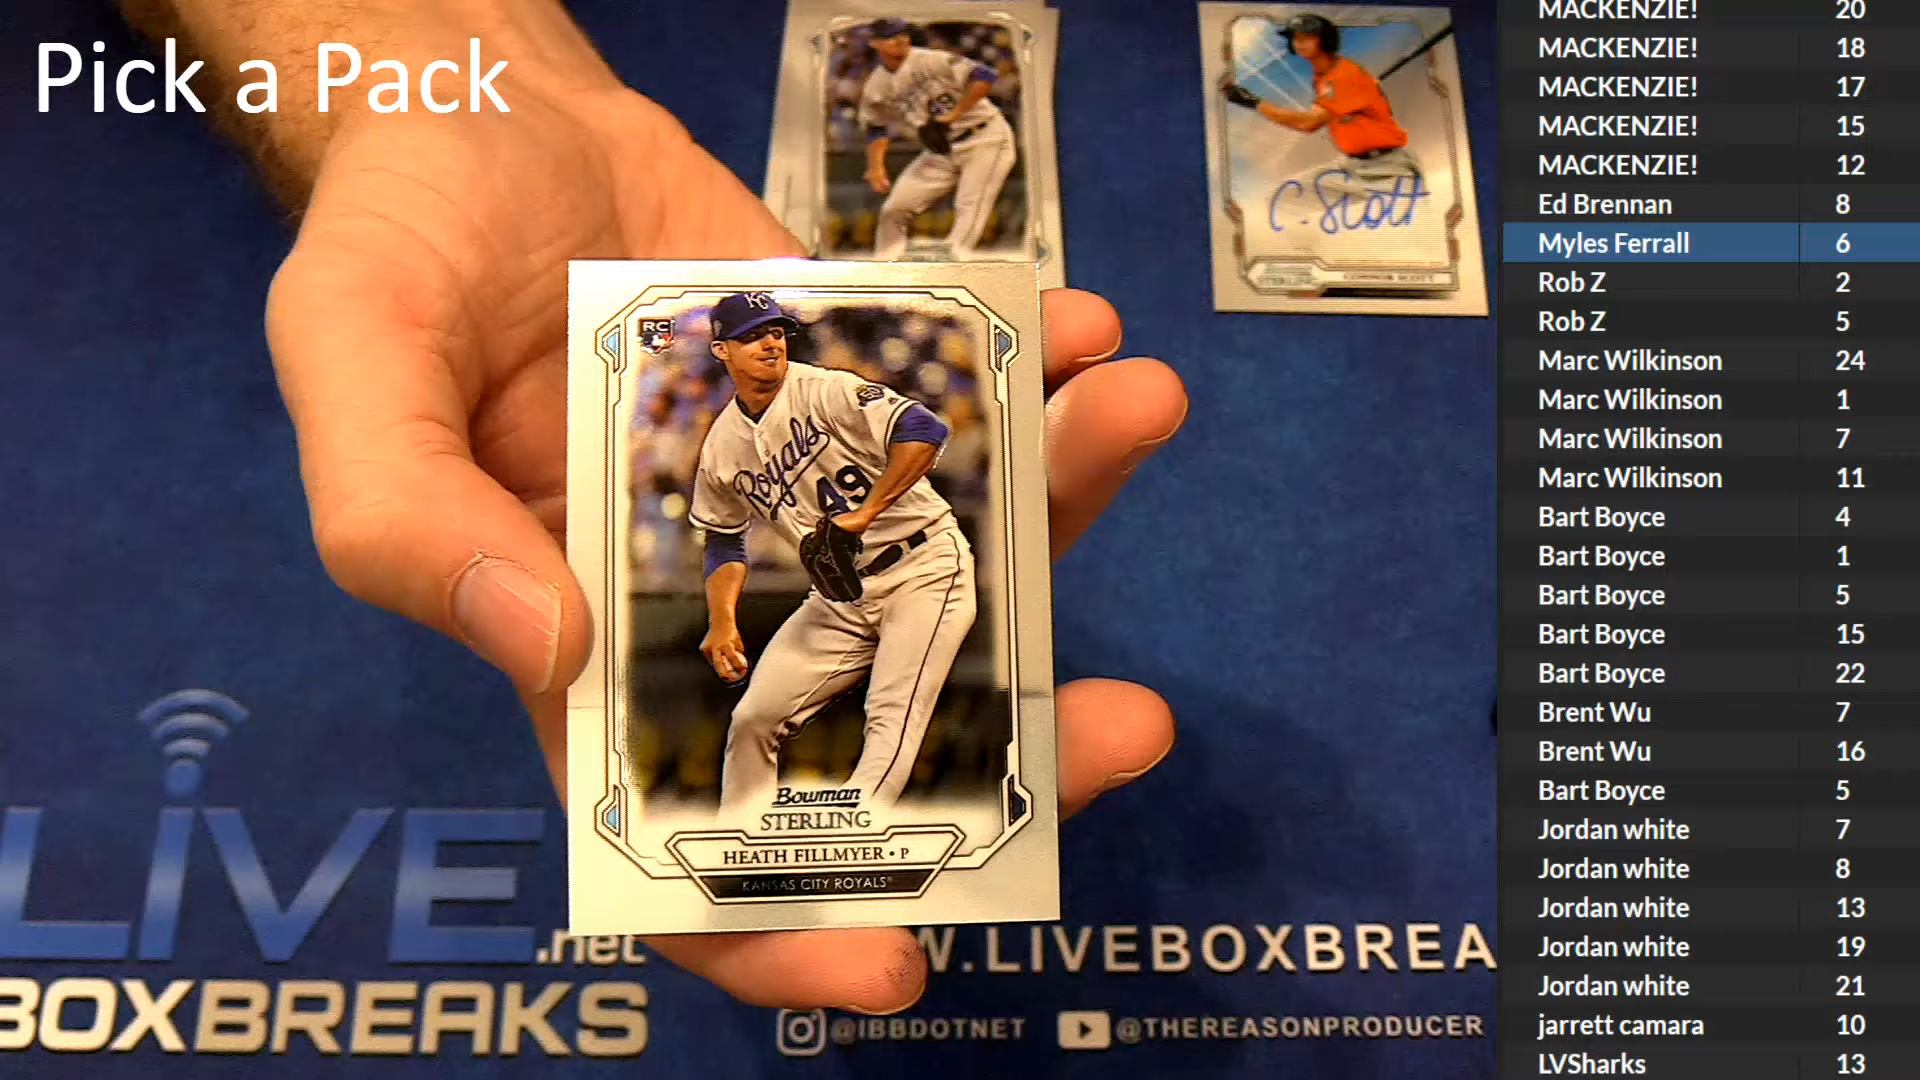 Pick a Pack
C. Scott
STERLING
CONNOR SCOTT
KC
RC
Royals
49
Bowman
STERLING
HEATH FILLMYER • P
KANSAS CITY ROYALS
LIVE
.net
BOXBREAKS
W.LIVEBOXBREA
@IBBDOTNET
@THEREASONPRODUCER
MACKENZIE! 20
MACKENZIE! 18
MACKENZIE! 17
MACKENZIE! 15
MACKENZIE! 12
Ed Brennan 8
Myles Ferrall 6
Rob Z 2
Rob Z 5
Marc Wilkinson 24
Marc Wilkinson 1
Marc Wilkinson 7
Marc Wilkinson 11
Bart Boyce 4
Bart Boyce 1
Bart Boyce 5
Bart Boyce 15
Bart Boyce 22
Brent Wu 7
Brent Wu 16
Bart Boyce 5
Jordan white 7
Jordan white 8
Jordan white 13
Jordan white 19
Jordan white 21
jarrett camara 10
LVSharks 13